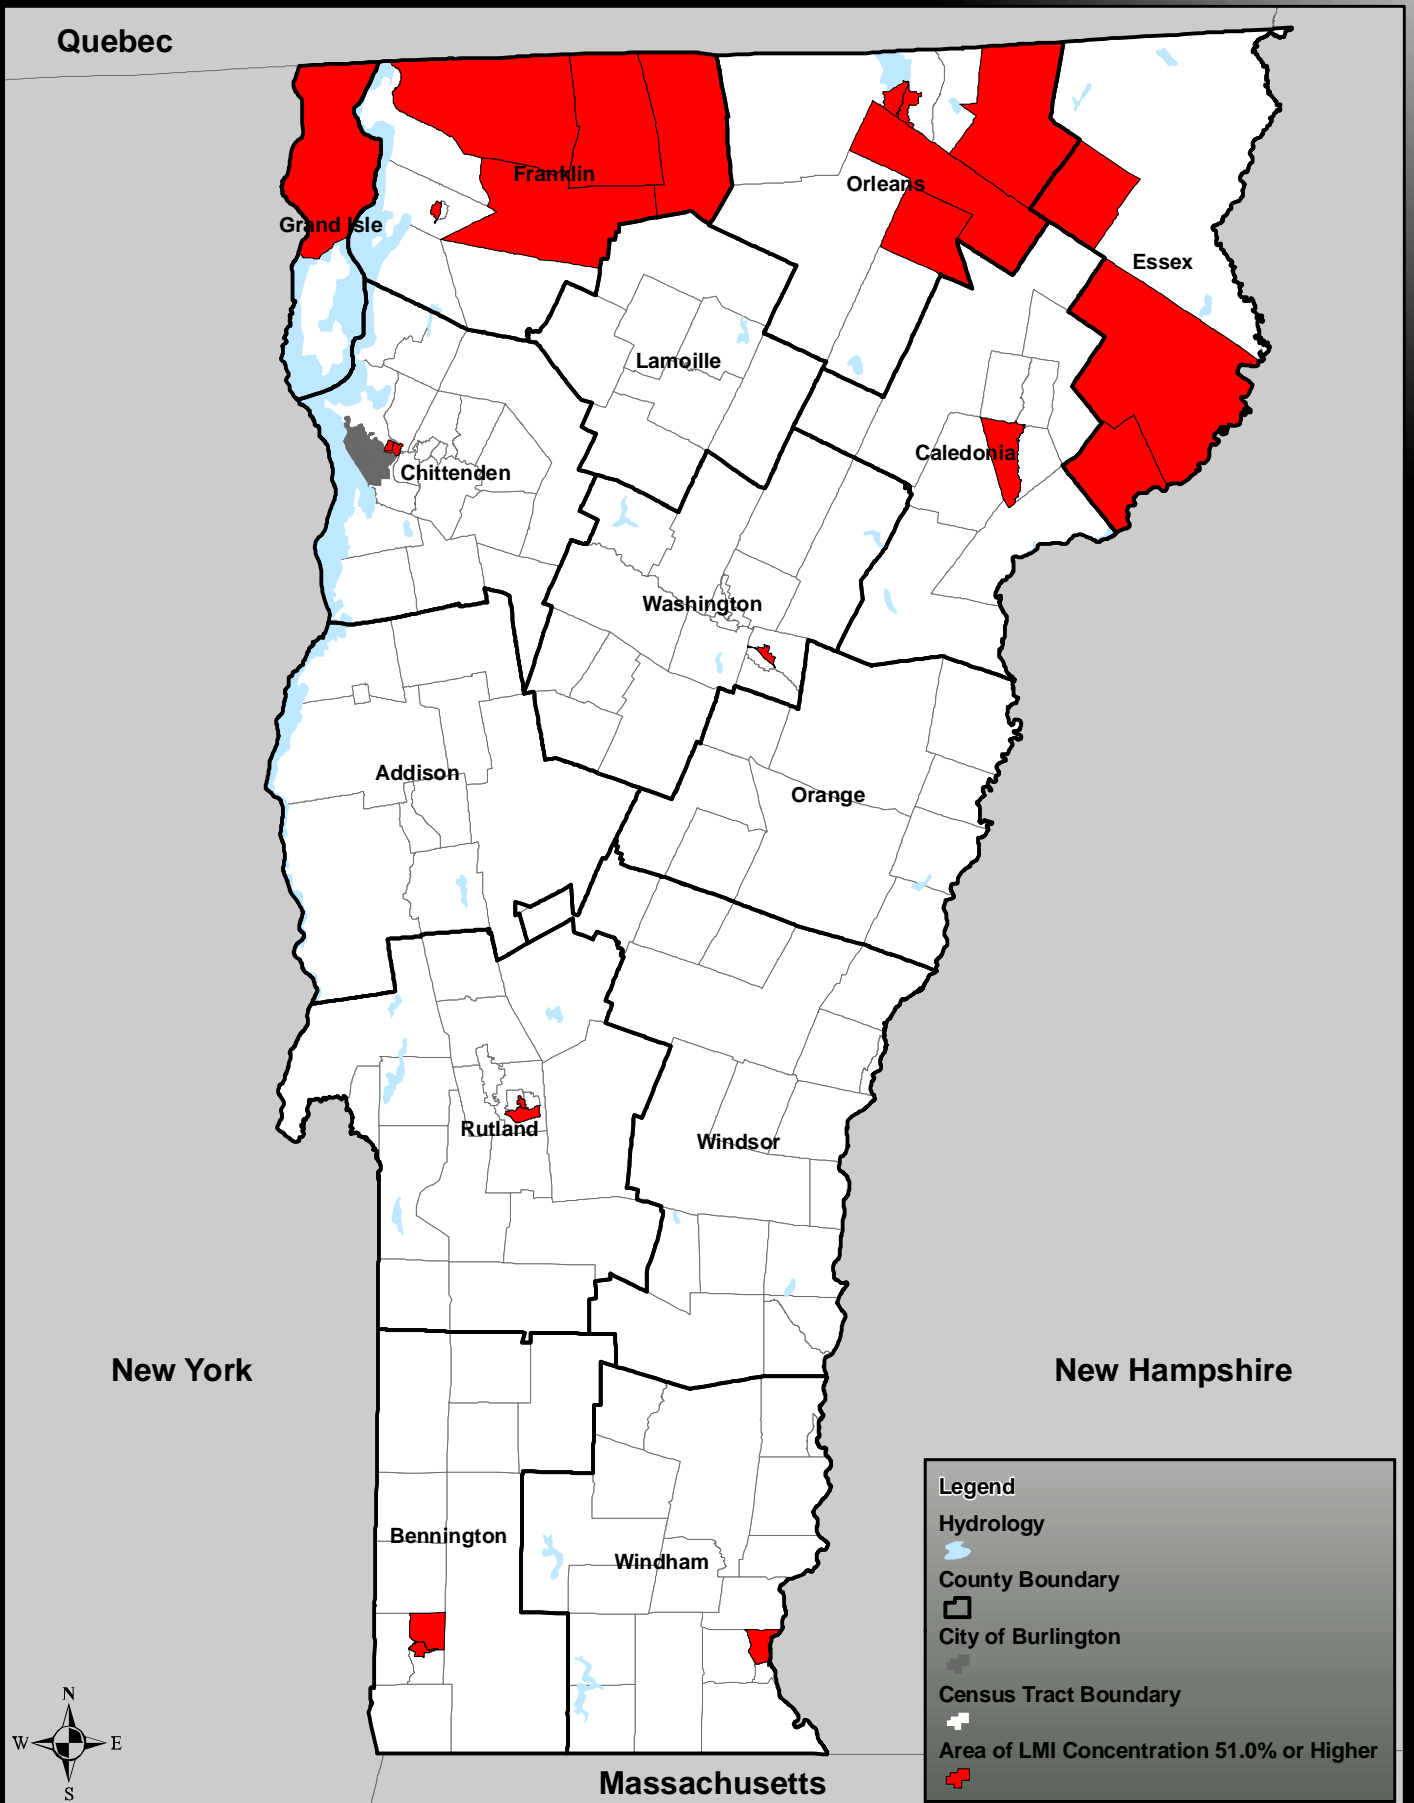 Quebec
Franklin
Orleans
Grand Isle
Essex
Lamoille
Caledonia
Chittenden
Washington
Addison
Orange
Rutland
Windsor
New York
New Hampshire
Bennington
Windham
Legend
Hydrology
County Boundary
City of Burlington
Census Tract Boundary
Area of LMI Concentration 51.0% or Higher
N
W
E
S
Massachusetts